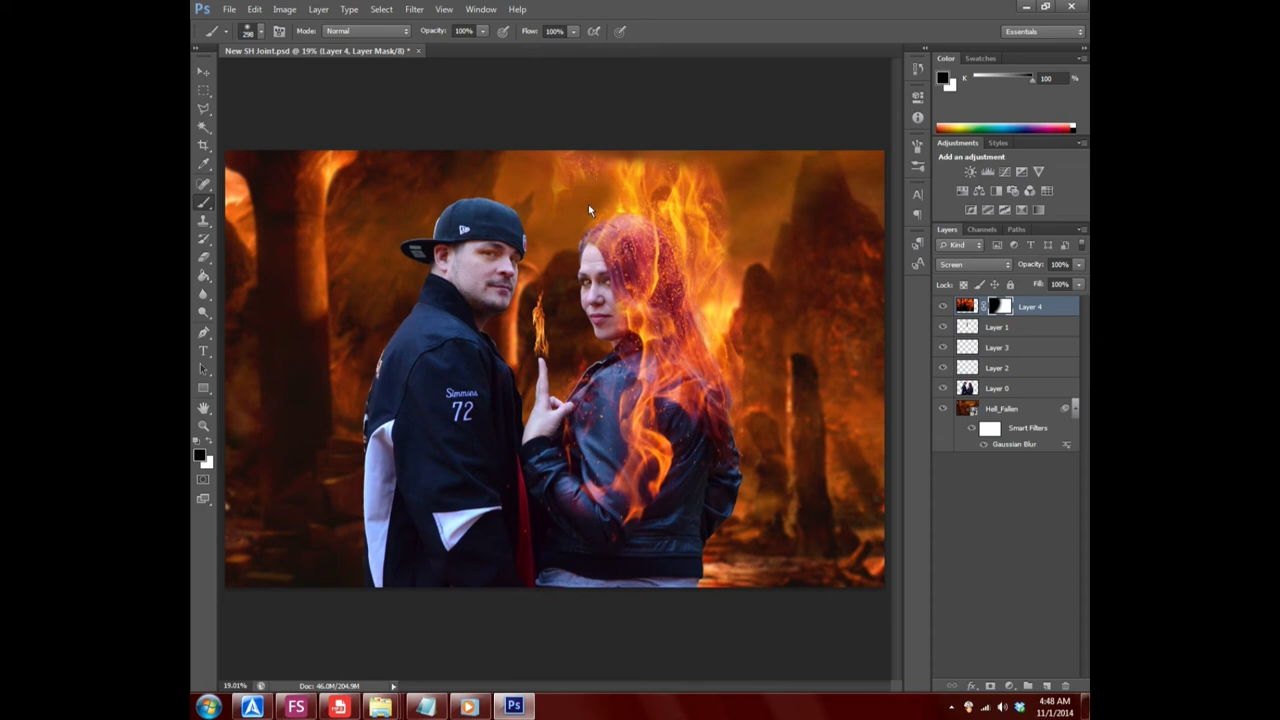 Ps File Edit Image Layer Type Select Filter View Window Help
298 Mode: Normal Opacity: 100% Flow: 100% Essentials
New SH Joint.psd @ 19% (Layer 4, Layer Mask/8) * ×
Color Swatches
K 100 %
Adjustments Styles
Add an adjustment
Layers Channels Paths
Kind
Screen Opacity: 100%
Lock: Fill: 100%
Layer 4
Layer 1
Layer 3
Layer 2
Layer 0
Hell_Fallen
Smart Filters
Gaussian Blur
Simmons
72
19.01% Doc: 46.0M/204.9M
FS Ps
4:48 AM
11/1/2014